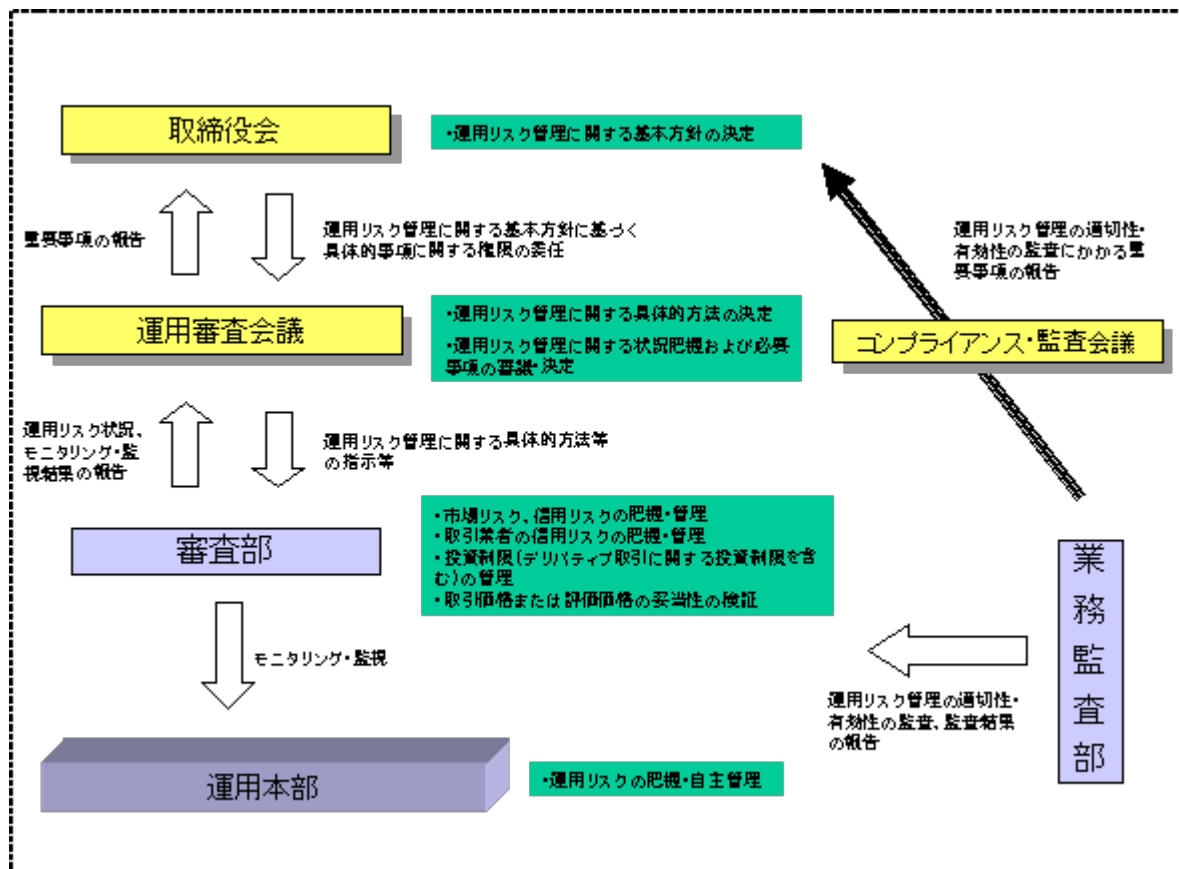 取締役会
・運用リスク管理に関する基本方針の決定
重要事項の報告
運用リスク管理に関する基本方針に基づく
具体的事項に関する権限の委任
運用リスク管理の適切性・
有効性の監査にかかる重
要事項の報告
運用審査会議
・運用リスク管理に関する具体的方法の決定
・運用リスク管理に関する状況把握および必要
事項の審議・決定
コンプライアンス・監査会議
運用リスク状況、
モニタリング・監
視結果の報告
運用リスク管理に関する具体的方法等
の指示等
審査部
・市場リスク、信用リスクの把握・管理
・取引業者の信用リスクの把握・管理
・投資制限(デリバティブ取引に関する投資制限を含
む)の管理
・取引価格または評価価格の妥当性の検証
業務監査部
モニタリング・監視
運用リスク管理の適切性・
有効性の監査、監査結果
の報告
運用本部
・運用リスクの把握・自主管理